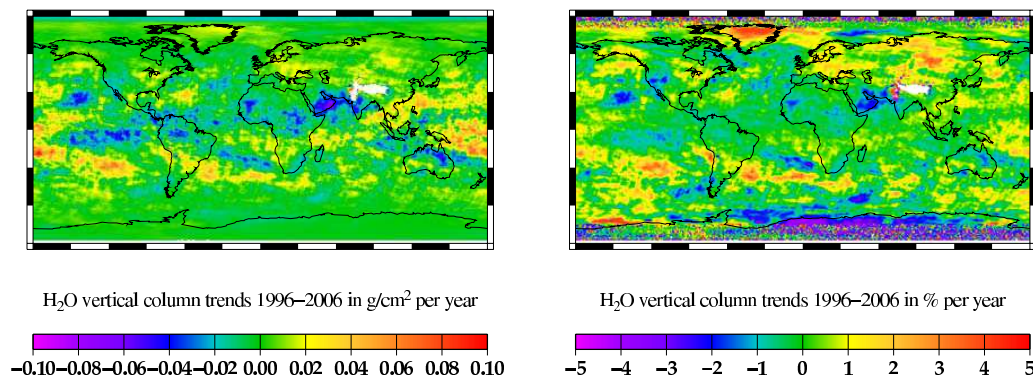 H₂O vertical column trends 1996–2006 in g/cm² per year
−0.10−0.08−0.06−0.04−0.02 0.00 0.02 0.04 0.06 0.08 0.10
H₂O vertical column trends 1996–2006 in % per year
−5 −4 −3 −2 −1 0 1 2 3 4 5